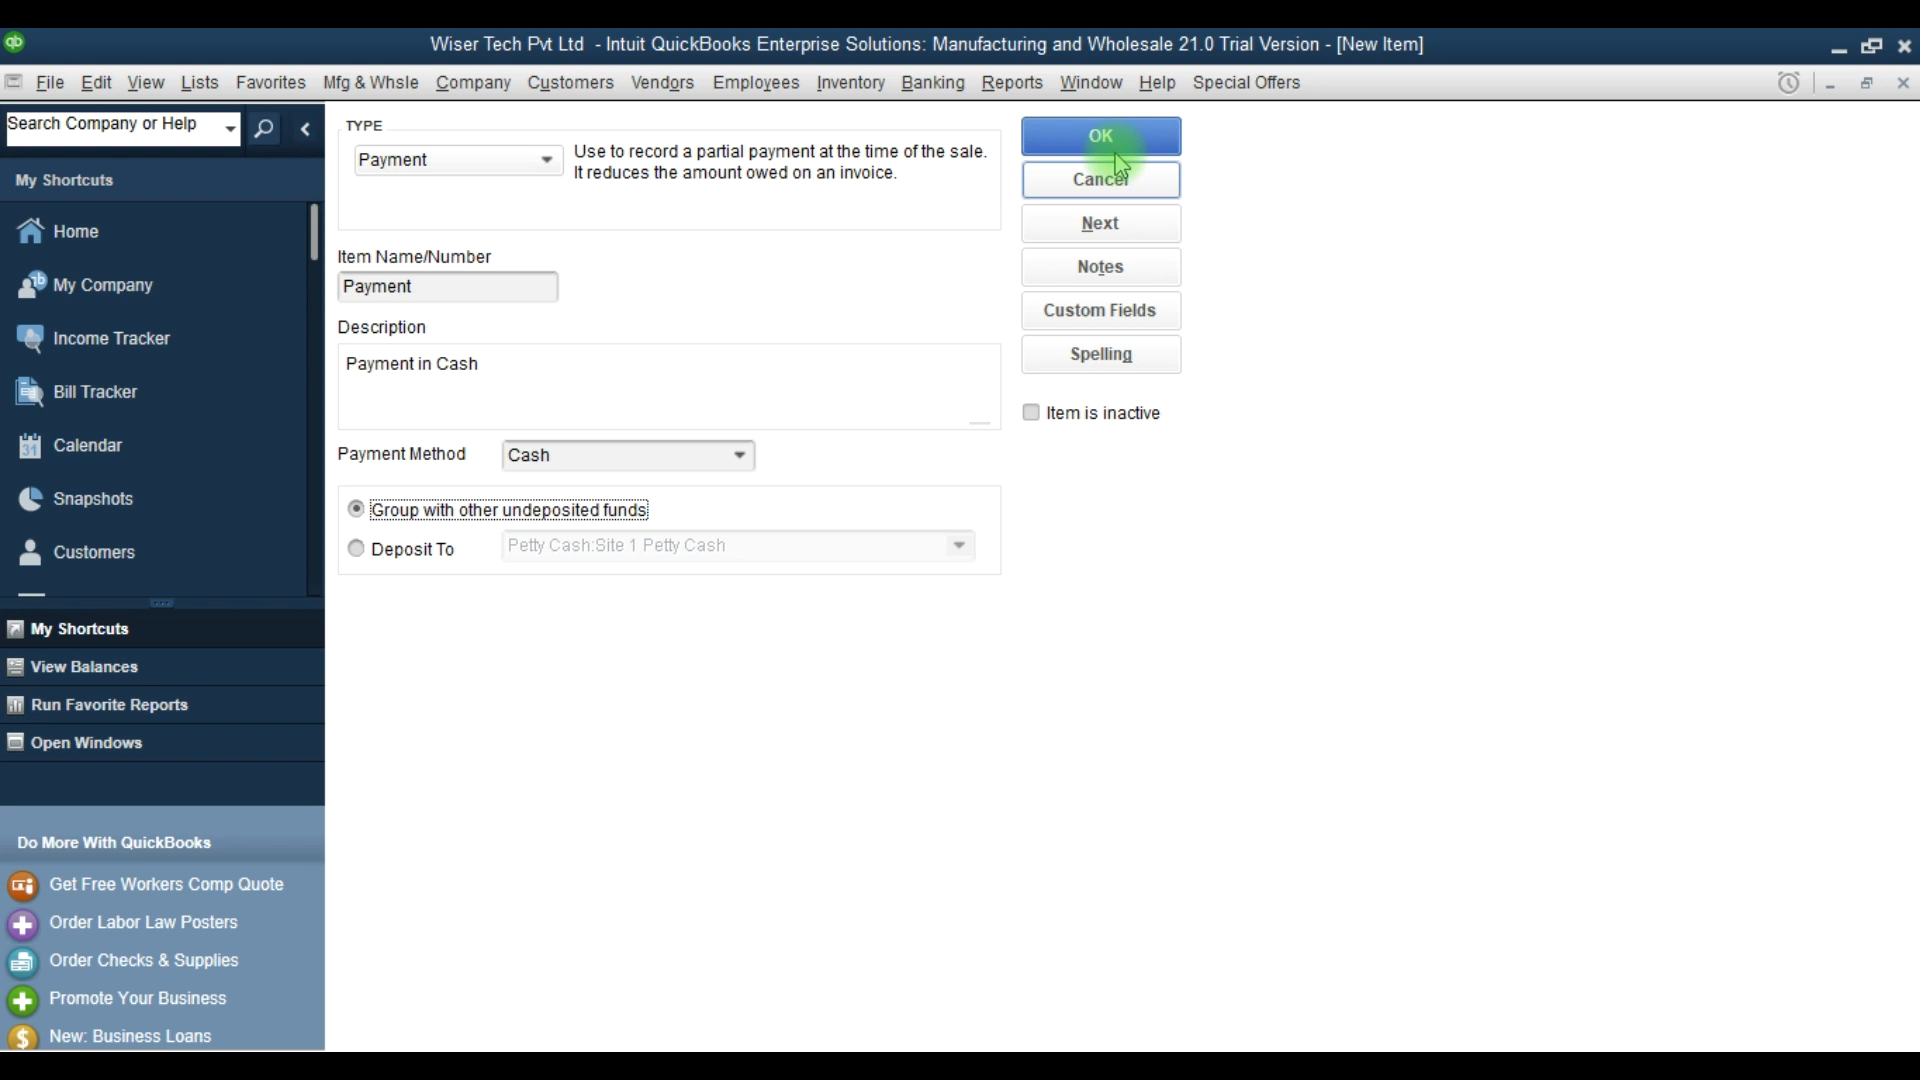 qb
Wiser Tech Pvt Ltd - Intuit QuickBooks Enterprise Solutions: Manufacturing and Wholesale 21.0 Trial Version - [New Item]
File Edit View Lists Favorites Mfg & Whsle Company Customers Vendors Employees Inventory Banking Reports Window Help Special Offers
Search Company or Help
My Shortcuts
Home
My Company
Income Tracker
Bill Tracker
31 Calendar
Snapshots
Customers
My Shortcuts
View Balances
Run Favorite Reports
Open Windows
Do More With QuickBooks
Get Free Workers Comp Quote
Order Labor Law Posters
Order Checks & Supplies
Promote Your Business
$ New: Business Loans
TYPE
Payment
Use to record a partial payment at the time of the sale.
It reduces the amount owed on an invoice.
Item Name/Number
Payment
Description
Payment in Cash
Payment Method Cash
Group with other undeposited funds
Deposit To Petty Cash:Site 1 Petty Cash
OK
Cancel
Next
Notes
Custom Fields
Spelling
Item is inactive